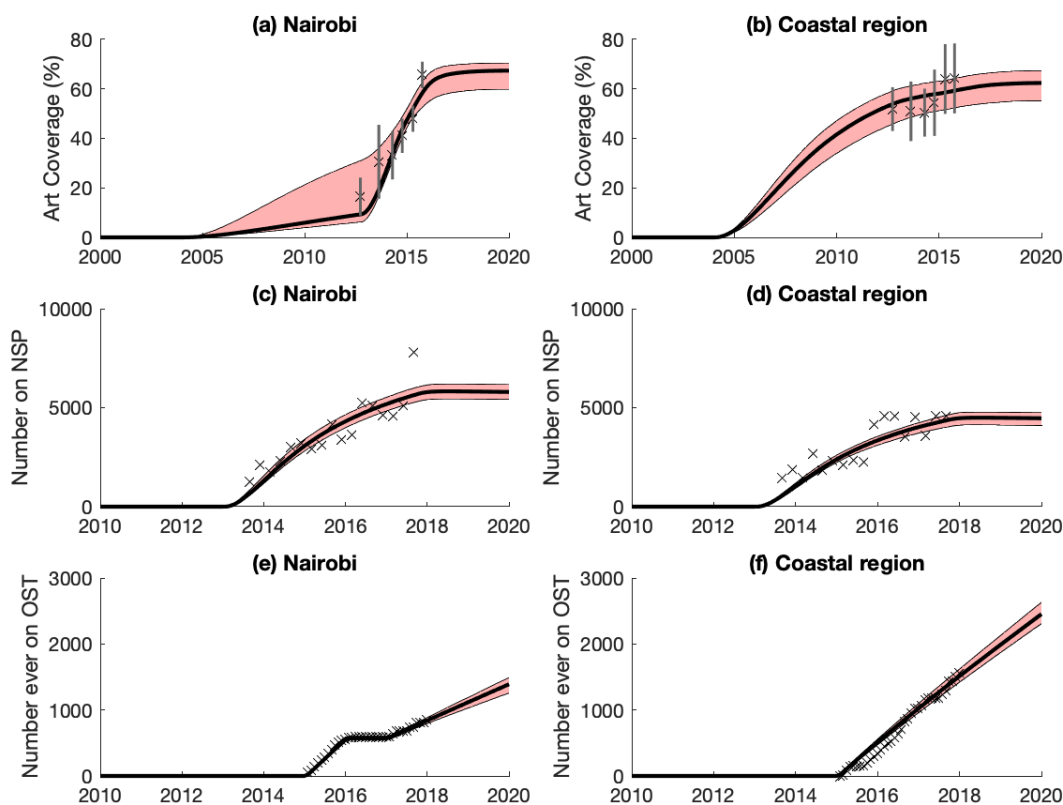 (a) Nairobi
Art Coverage (%)
80
60
40
20
0
2000 2005 2010 2015 2020
(b) Coastal region
Art Coverage (%)
80
60
40
20
0
2000 2005 2010 2015 2020
(c) Nairobi
Number on NSP
10000
5000
0
2010 2012 2014 2016 2018 2020
(d) Coastal region
Number on NSP
10000
5000
0
2010 2012 2014 2016 2018 2020
(e) Nairobi
Number ever on OST
3000
2000
1000
0
2010 2012 2014 2016 2018 2020
(f) Coastal region
Number ever on OST
3000
2000
1000
0
2010 2012 2014 2016 2018 2020